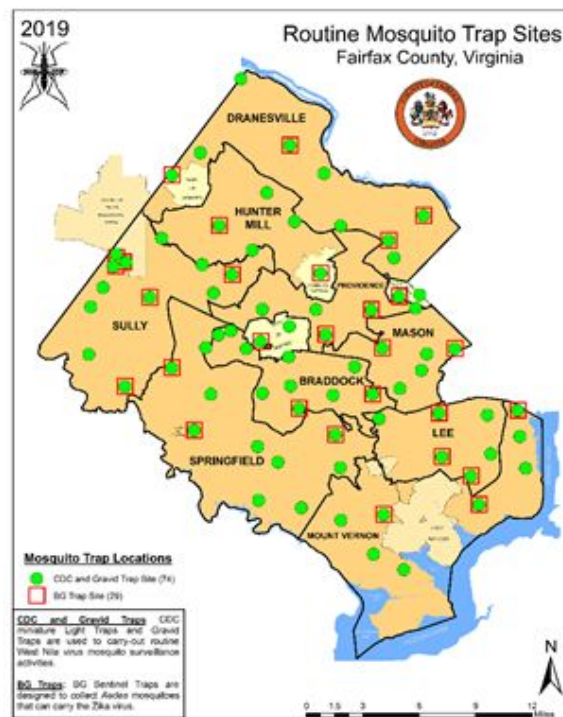 2019
Routine Mosquito Trap Sites
Fairfax County, Virginia
DRANESVILLE
HUNTER
MILL
PROVIDENCE
SULLY
MASON
BRADDOCK
LEE
SPRINGFIELD
MOUNT VERNON
Mosquito Trap Locations
CDC and Gravid Trap Site (74)
BG Trap Site (29)
CDC and Gravid Traps CDC
miniature Light Traps and Gravid
Traps are used to carry-out routine
West Nile virus mosquito surveillance
activities.
BG Traps: BG Sentinel Traps are
designed to collect Aedes mosquitoes
that can carry the Zika virus.
N
0 1.5 3 6 9 12
Miles